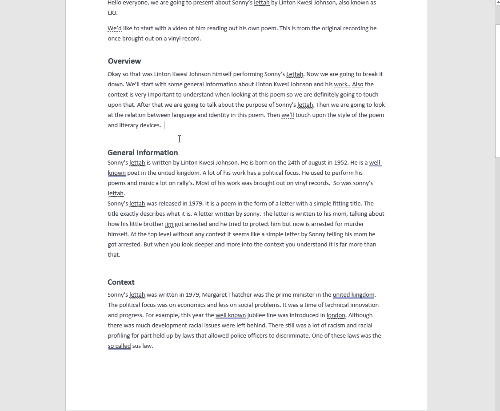 Hello everyone, we are going to present about Sonny's lettah by Linton Kwesi Johnson, also known as
LKJ.
We'd like to start with a video of him reading out his own poem. This is from the original recording he
once brought out on a vinyl record.
Overview
Okay so that was Linton Kwesi Johnson himself performing Sonny's Lettah. Now we are going to break it
down. We'll start with some general information about Linton Kwesi Johnson and his work.. Also the
context is very important to understand when looking at this poem so we are definitely going to touch
upon that. After that we are going to talk about the purpose of Sonny's lettah. Then we are going to look
at the relation between language and identity in this poem. Then we'll touch upon the style of the poem
and literary devices.
General Information
Sonny's lettah is written by Linton Kwesi Johnson. He is born on the 24th of august in 1952. He is a well
known poet in the united kingdom. A lot of his work has a political focus. He used to perform his
poems and music a lot on rally's. Most of his work was brought out on vinyl records. So was sonny's
lettah.
Sonny's lettah was released in 1979. It is a poem in the form of a letter with a simple fitting title. The
title exactly describes what it is. A letter written by sonny. The letter is written to his mom, talking about
how his little brother jim got arrested and he tried to protect him but now is arrested for murder
himself. At the top level without any context it seems like a simple letter by Sonny telling his mom he
got arrested. But when you look deeper and more into the context you understand it is far more than
that.
Context
Sonny's lettah was written in 1979, Margaret Thatcher was the prime minister in the united kingdom.
The political focus was on economics and less on social problems. It was a time of technical innovation
and progress. For example, this year the well known jubilee line was introduced in london. Although
there was much development racial issues were left behind. There still was a lot of racism and racial
profiling for part held up by laws that allowed police officers to discriminate. One of these laws was the
so called sus law.